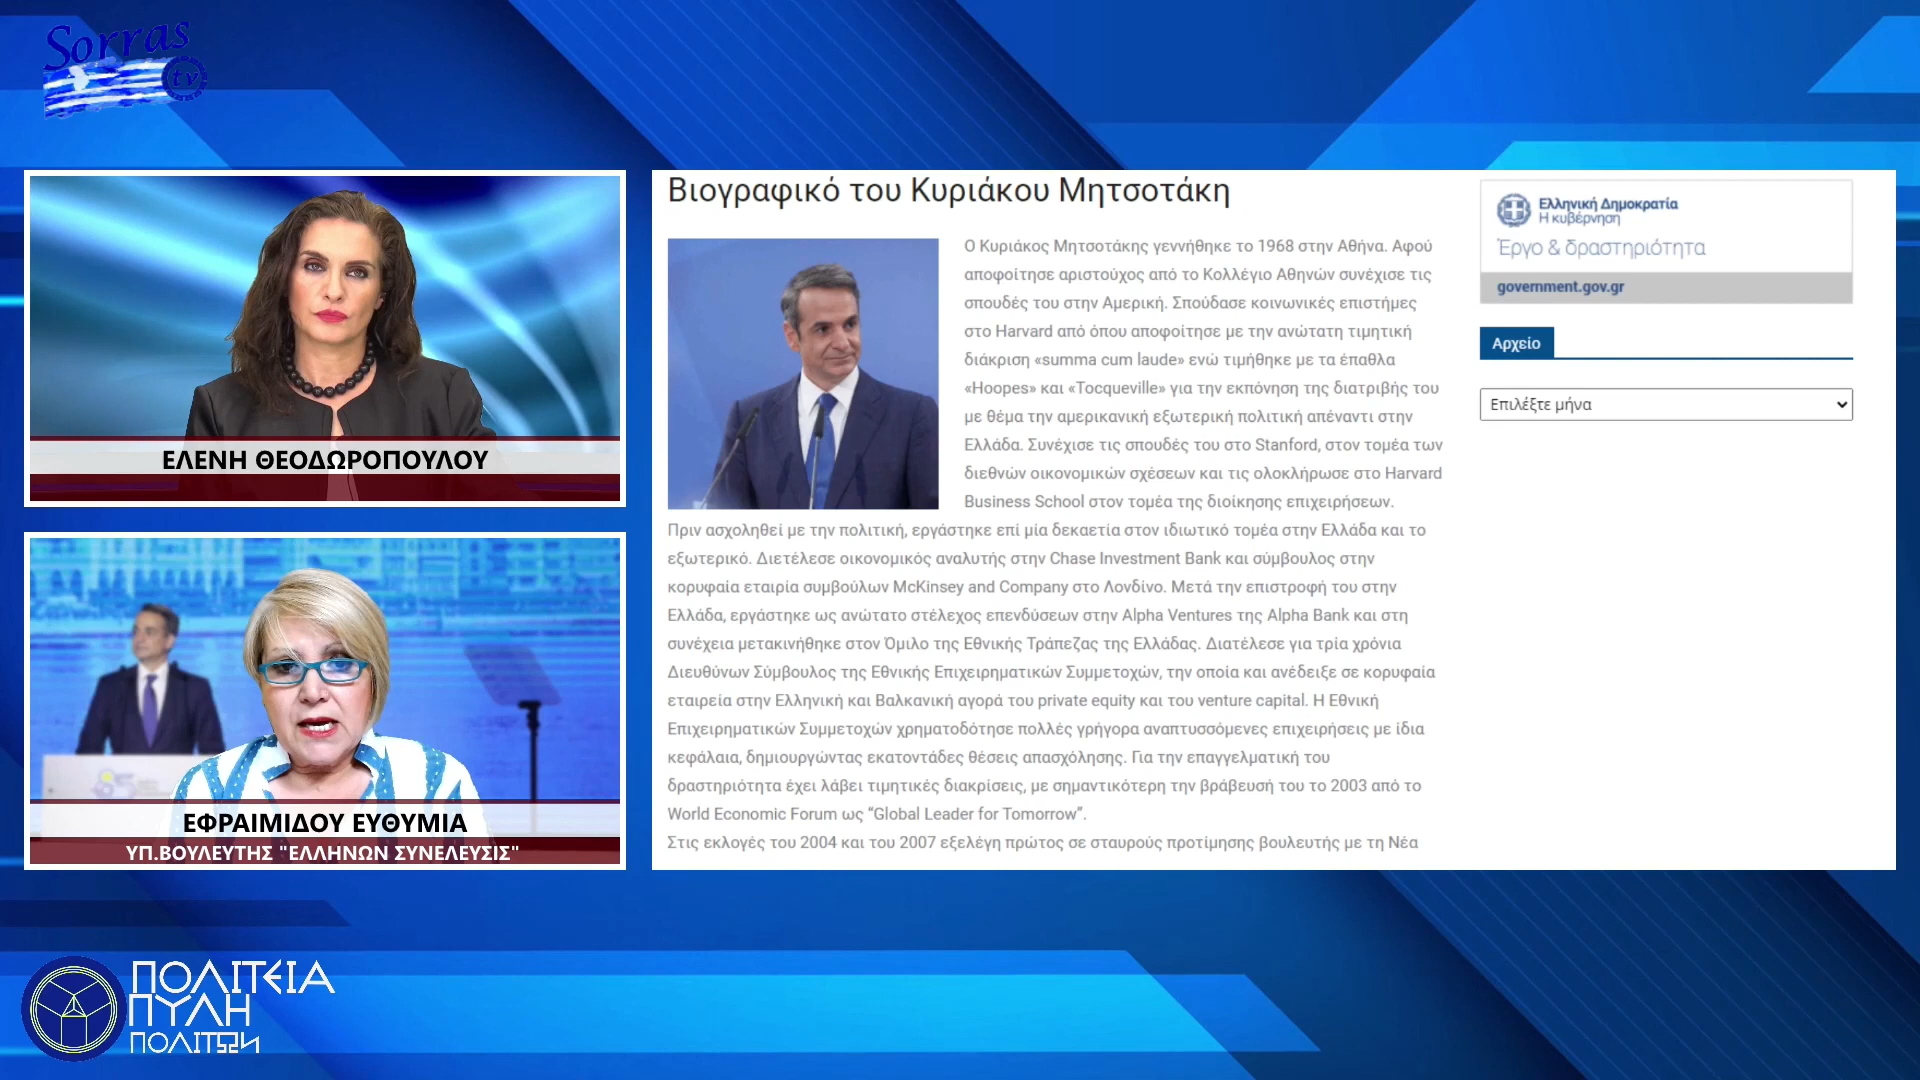 Sorras
tv
ΕΛΕΝΗ ΘΕΟΔΩΡΟΠΟΥΛΟΥ
ΕΦΡΑΙΜΙΔΟΥ ΕΥΘΥΜΙΑ
ΥΠ.ΒΟΥΛΕΥΤΗΣ "ΕΛΛΗΝΩΝ ΣΥΝΕΛΕΥΣΙΣ"
Βιογραφικό του Κυριάκου Μητσοτάκη
Ο Κυριάκος Μητσοτάκης γεννήθηκε το 1968 στην Αθήνα. Αφού
αποφοίτησε αριστούχος από το Κολλέγιο Αθηνών συνέχισε τις
σπουδές του στην Αμερική. Σπούδασε κοινωνικές επιστήμες
στο Harvard από όπου αποφοίτησε με την ανώτατη τιμητική
διάκριση «summa cum laude» ενώ τιμήθηκε με τα έπαθλα
«Hoopes» και «Tocqueville» για την εκπόνηση της διατριβής του
με θέμα την αμερικανική εξωτερική πολιτική απέναντι στην
Ελλάδα. Συνέχισε τις σπουδές του στο Stanford, στον τομέα των
διεθνών οικονομικών σχέσεων και τις ολοκλήρωσε στο Harvard
Business School στον τομέα της διοίκησης επιχειρήσεων.
Πριν ασχοληθεί με την πολιτική, εργάστηκε επί μία δεκαετία στον ιδιωτικό τομέα στην Ελλάδα και το
εξωτερικό. Διετέλεσε οικονομικός αναλυτής στην Chase Investment Bank και σύμβουλος στην
κορυφαία εταιρία συμβούλων McKinsey and Company στο Λονδίνο. Μετά την επιστροφή του στην
Ελλάδα, εργάστηκε ως ανώτατο στέλεχος επενδύσεων στην Alpha Ventures της Alpha Bank και στη
συνέχεια μετακινήθηκε στον Όμιλο της Εθνικής Τράπεζας της Ελλάδας. Διατέλεσε για τρία χρόνια
Διευθύνων Σύμβουλος της Εθνικής Επιχειρηματικών Συμμετοχών, την οποία και ανέδειξε σε κορυφαία
εταιρεία στην Ελληνική και Βαλκανική αγορά του private equity και του venture capital. Η Εθνική
Επιχειρηματικών Συμμετοχών χρηματοδότησε πολλές γρήγορα αναπτυσσόμενες επιχειρήσεις με ίδια
κεφάλαια, δημιουργώντας εκατοντάδες θέσεις απασχόλησης. Για την επαγγελματική του
δραστηριότητα έχει λάβει τιμητικές διακρίσεις, με σημαντικότερη την βράβευσή του το 2003 από το
World Economic Forum ως “Global Leader for Tomorrow”.
Στις εκλογές του 2004 και του 2007 εξελέγη πρώτος σε σταυρούς προτίμησης βουλευτής με τη Νέα
Ελληνική Δημοκρατία
Η κυβέρνηση
Έργο & δραστηριότητα
government.gov.gr
Αρχείο
Επιλέξτε μήνα
ΠΟΛΙΤΕΙΑ
ΠΥΛΗ
ΠΟΛΙΤΩΝ